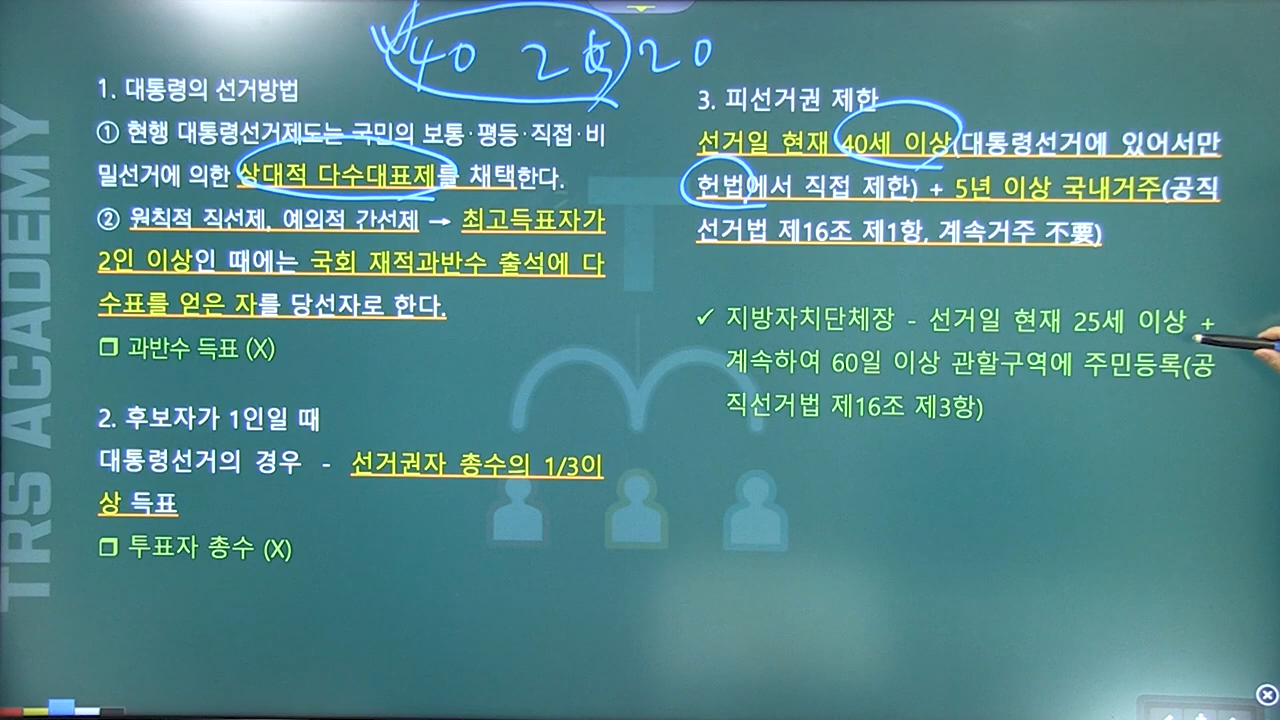 40 2명 20
1. 대통령의 선거방법
① 현행 대통령선거제도는 국민의 보통·평등·직접·비
밀선거에 의한 상대적 다수대표제를 채택한다.
② 원칙적 직선제, 예외적 간선제 → 최고득표자가
2인 이상인 때에는 국회 재적과반수 출석에 다
수표를 얻은 자를 당선자로 한다.
❒ 과반수 득표 (X)
2. 후보자가 1인일 때
대통령선거의 경우 - 선거권자 총수의 1/3이
상 득표
❒ 투표자 총수 (X)
3. 피선거권 제한
선거일 현재 40세 이상(대통령선거에 있어서만
헌법에서 직접 제한) + 5년 이상 국내거주(공직
선거법 제16조 제1항, 계속거주 不要)
✓ 지방자치단체장 - 선거일 현재 25세 이상 +
계속하여 60일 이상 관할구역에 주민등록(공
직선거법 제16조 제3항)
TRS ACADEMY